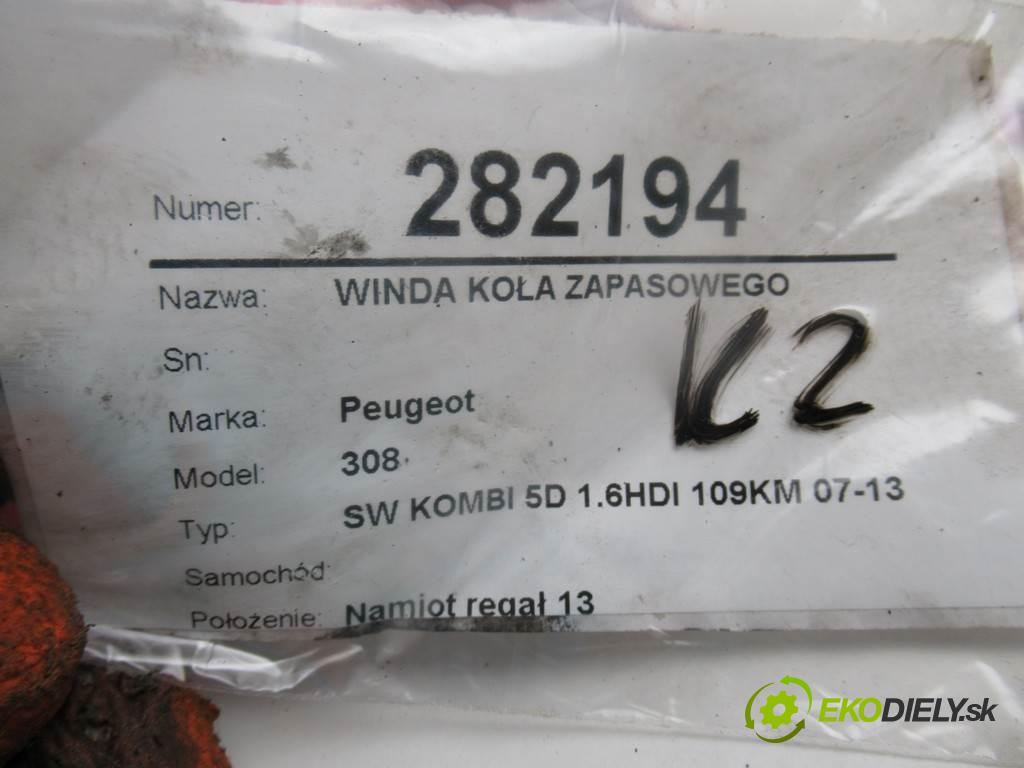 Numer: 282194
Nazwa: WINDA KOŁA ZAPASOWEGO
K2
Sn:
Marka: Peugeot
Model: 308
Typ: SW KOMBI 5D 1.6HDI 109KM 07-13
Samochód:
Położenie: Namiot regał 13
EKODIELY.sk